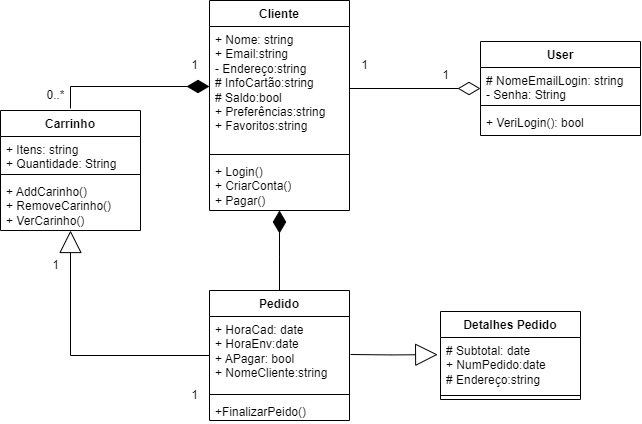 Cliente
+ Nome: string
+ Email:string
- Endereço:string
# InfoCartão:string
# Saldo:bool
+ Preferências:string
+ Favoritos:string
+ Login()
+ CriarConta()
+ Pagar()
1
0..*
1
1
User
# NomeEmailLogin: string
- Senha: String
+ VeriLogin(): bool
Carrinho
+ Itens: string
+ Quantidade: String
+ AddCarinho()
+ RemoveCarinho()
+ VerCarinho()
1
Pedido
+ HoraCad: date
+ HoraEnv:date
+ APagar: bool
+ NomeCliente:string
+FinalizarPeido()
1
Detalhes Pedido
# Subtotal: date
+ NumPedido:date
# Endereço:string